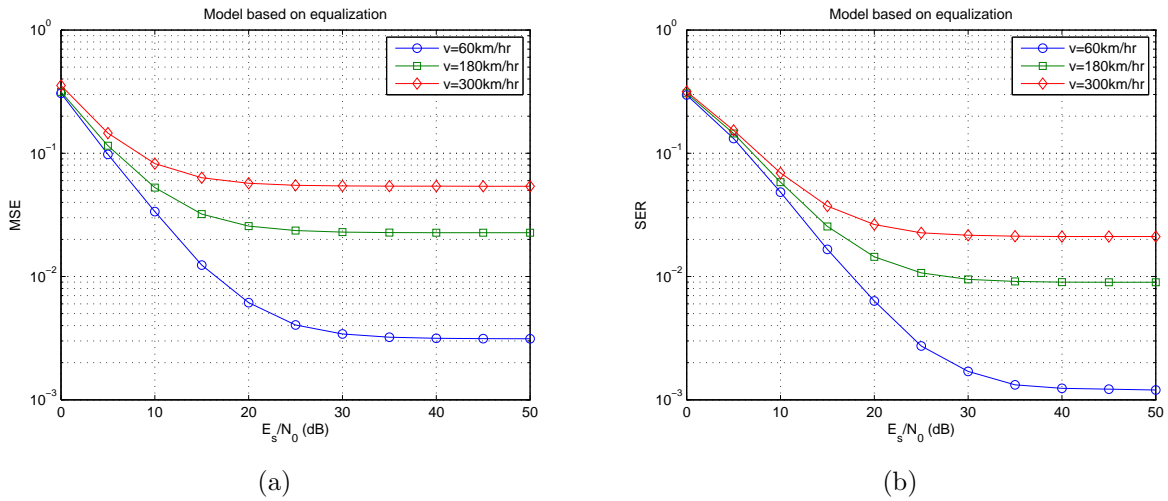 Model based on equalization
10^0
10^-1
10^-2
10^-3
MSE
0 10 20 30 40 50
E_s/N_0 (dB)
v=60km/hr
v=180km/hr
v=300km/hr
(a)
Model based on equalization
10^0
10^-1
10^-2
10^-3
SER
0 10 20 30 40 50
E_s/N_0 (dB)
v=60km/hr
v=180km/hr
v=300km/hr
(b)